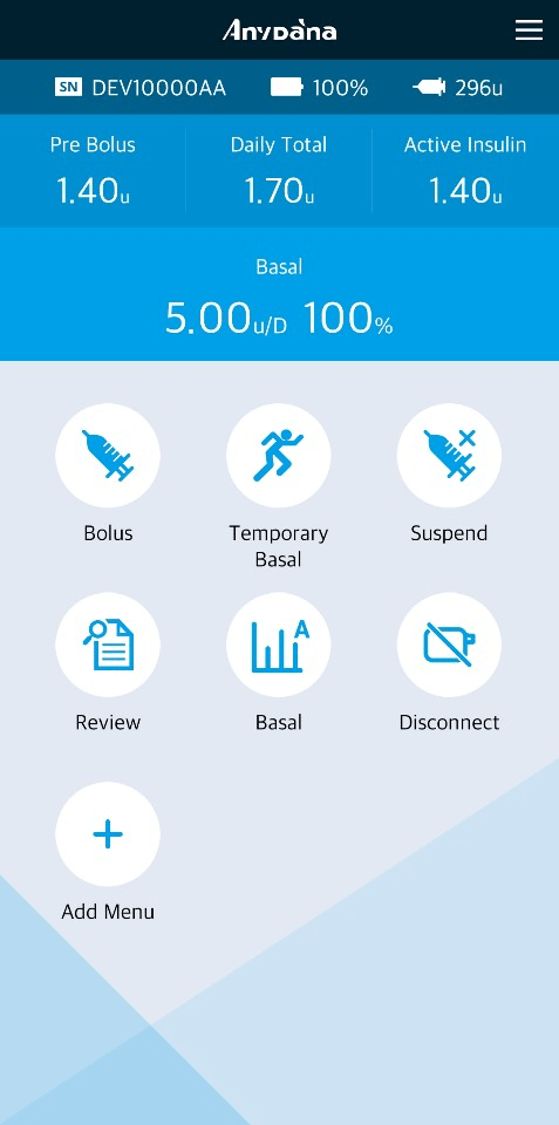 AnyDana
SN DEV10000AA 100% 296u
Pre Bolus Daily Total Active Insulin
1.40u 1.70u 1.40u
Basal
5.00u/D 100%
Bolus Temporary Basal Suspend
Review A Basal Disconnect
Add Menu